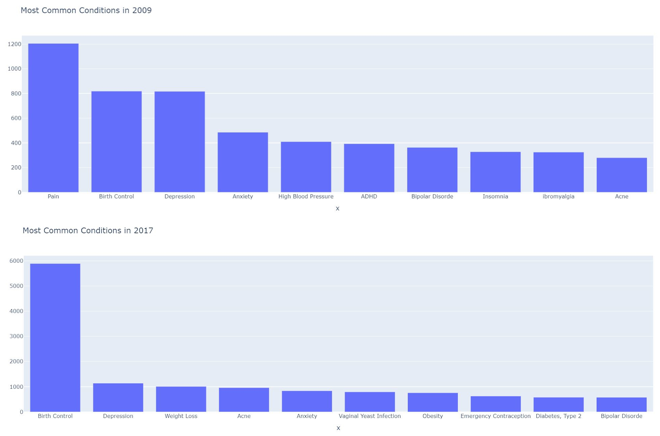 Most Common Conditions in 2009
1200
1000
800
600
400
200
0
Pain Birth Control Depression Anxiety High Blood Pressure ADHD Bipolar Disorde Insomnia ibromyalgia Acne
x
Most Common Conditions in 2017
6000
5000
4000
3000
2000
1000
0
Birth Control Depression Weight Loss Acne Anxiety Vaginal Yeast Infection Obesity Emergency Contraception Diabetes, Type 2 Bipolar Disorde
x